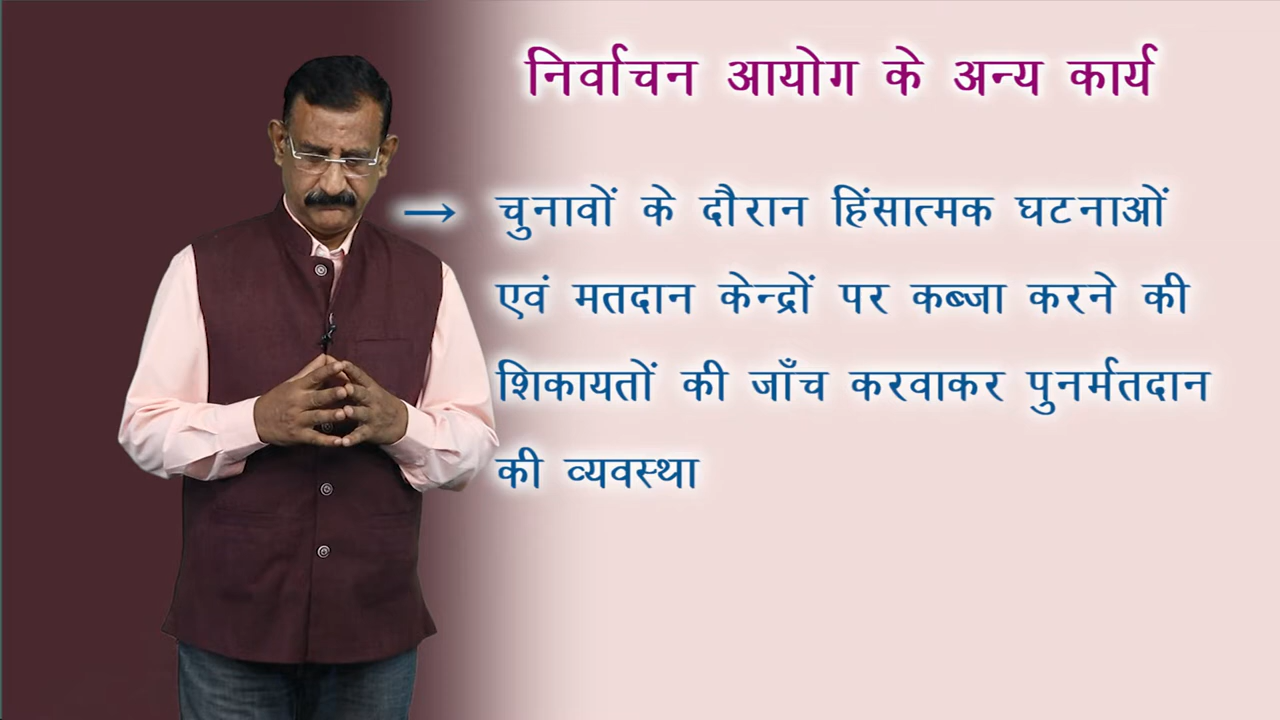 निर्वाचन आयोग के अन्य कार्य
→ चुनावों के दौरान हिंसात्मक घटनाओं
एवं मतदान केन्द्रों पर कब्जा करने की
शिकायतों की जाँच करवाकर पुनर्मतदान
की व्यवस्था